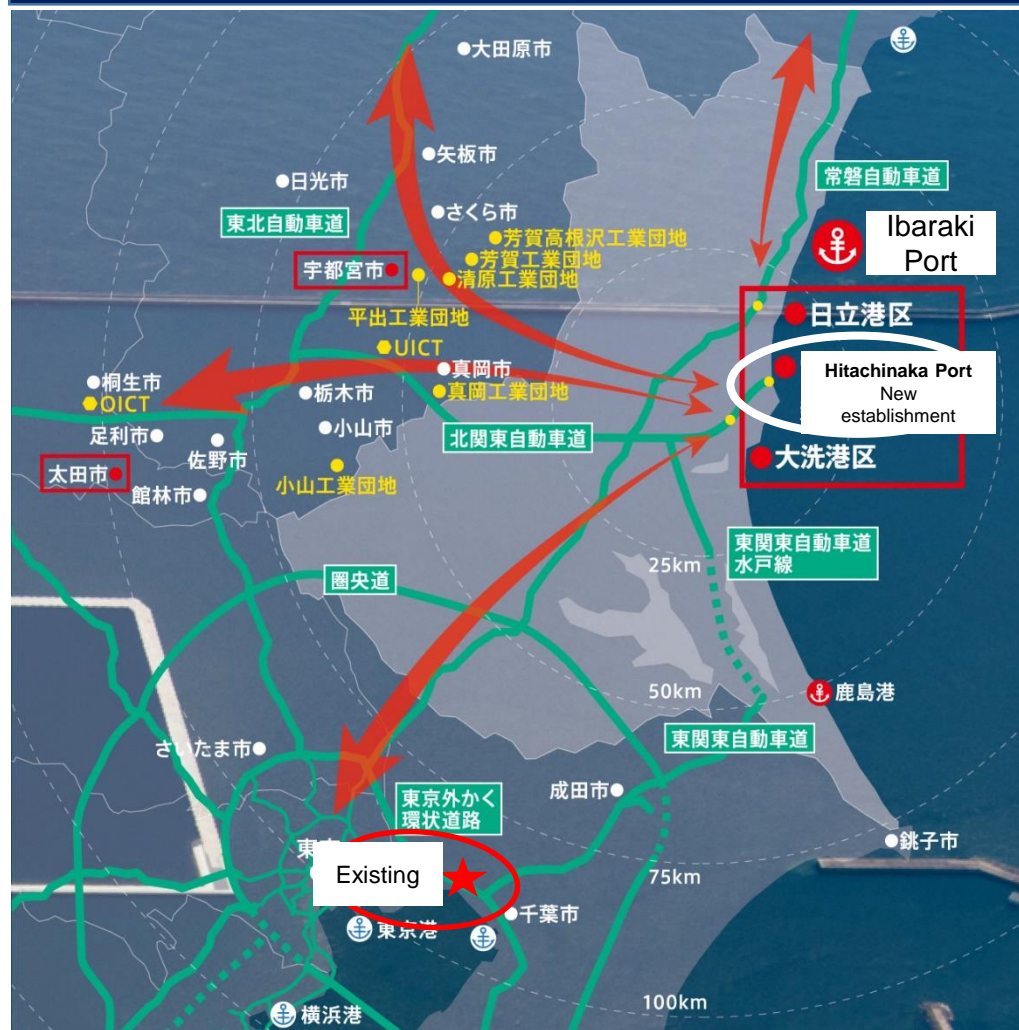 大田原市
矢板市
日光市
常磐自動車道
東北自動車道
さくら市
芳賀高根沢工業団地
Ibaraki
Port
芳賀工業団地
宇都宮市
清原工業団地
平出工業団地
日立港区
UICT
真岡市
Hitachinaka Port
New
establishment
桐生市
栃木市
真岡工業団地
OICT
足利市
小山市
北関東自動車道
佐野市
大洗港区
太田市
小山工業団地
館林市
東関東自動車道
水戸線
25km
圏央道
50km
鹿島港
東関東自動車道
さいたま市
成田市
東京外かく
環状道路
銚子市
Existing
75km
千葉市
東京港
100km
横浜港